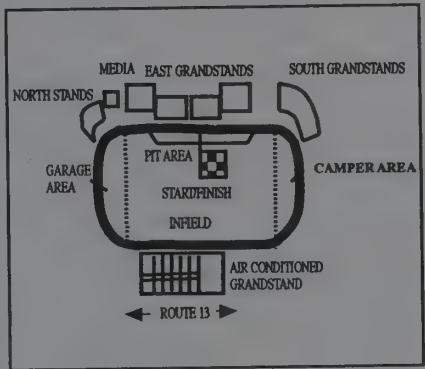 MEDIA EAST GRANDSTANDS SOUTH GRANDSTANDS
NORTH STANDS
PIT AREA
GARAGE
AREA
CAMPER AREA
START/FINISH
INFIELD
AIR CONDITIONED
GRANDSTAND
ROUTE 13